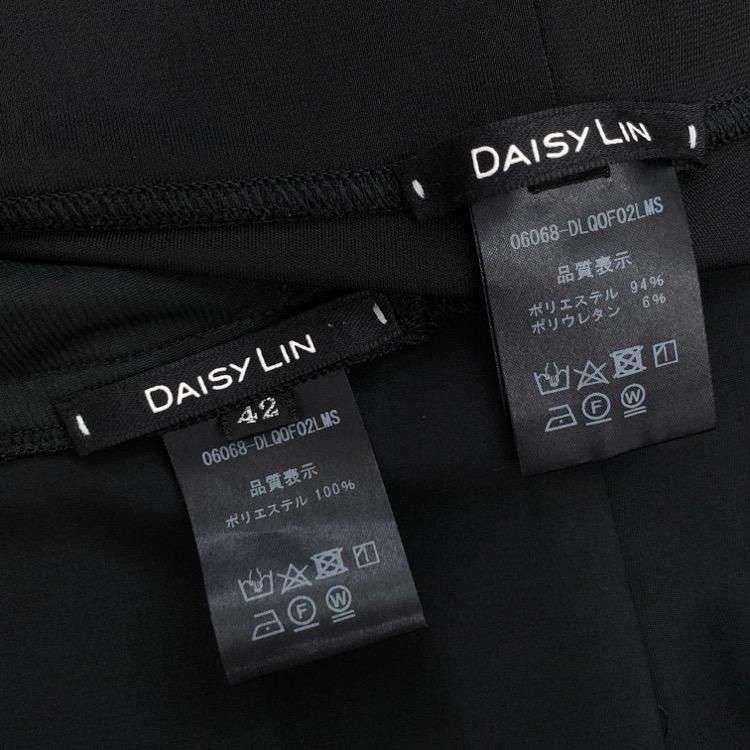 DAISY LIN
06068-DLQOF02LMS
品質表示
ポリエステル 94%
ポリウレタン 6%
F W
DAISY LIN
42
06068-DLQOF02LMS
品質表示
ポリエステル 100%
F W